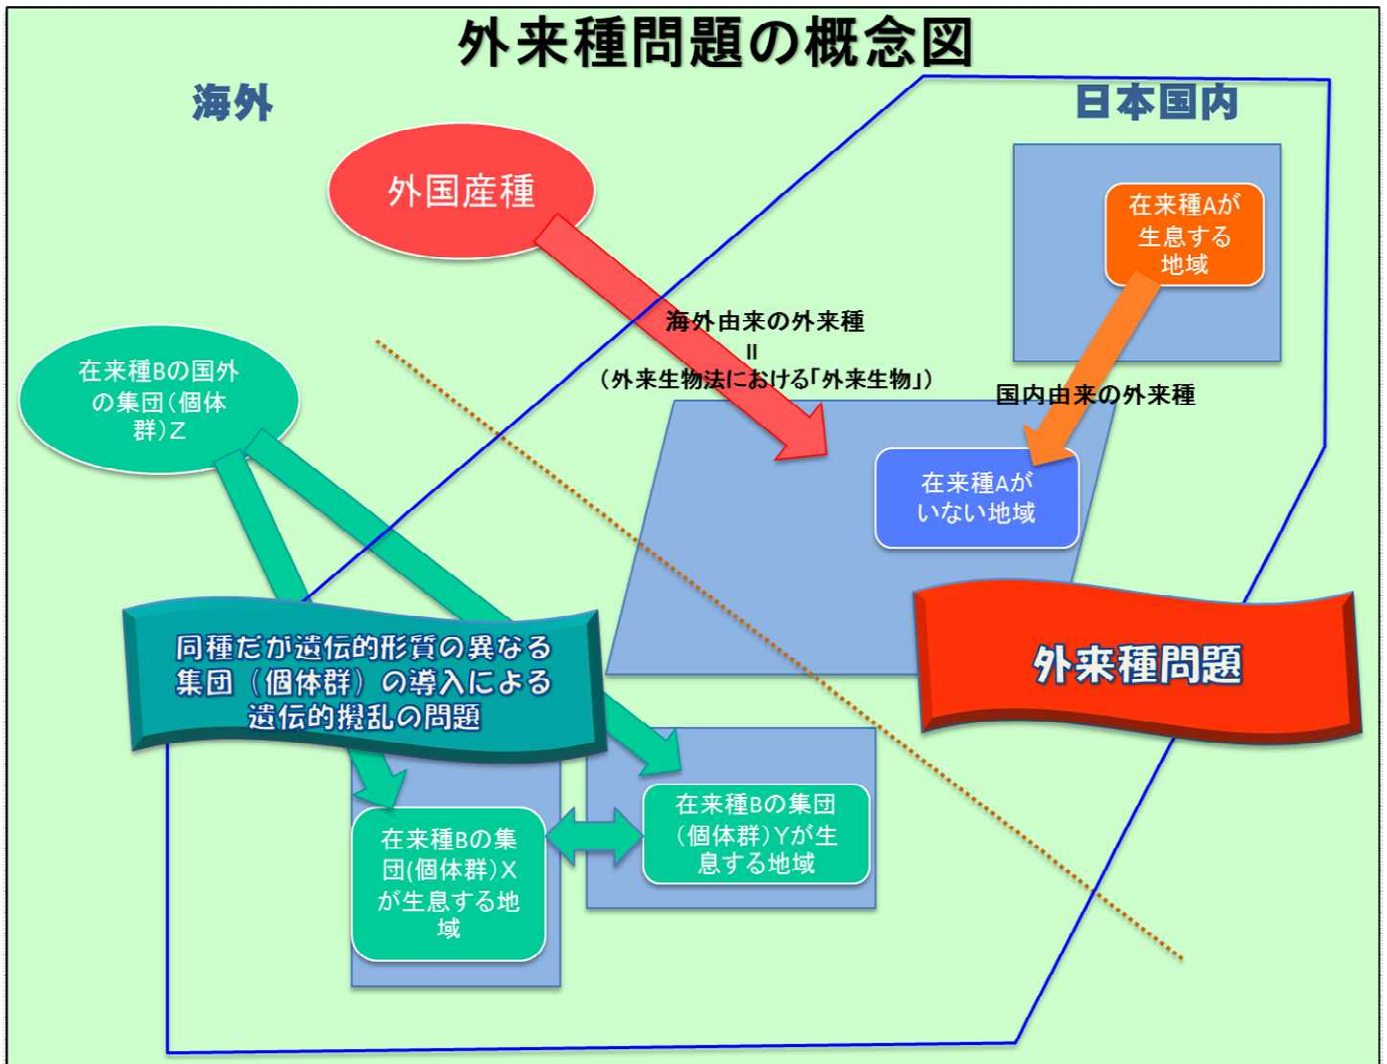 外来種問題の概念図
海外
日本国内
外国産種
在来種Aが
生息する
地域
海外由来の外来種
＝
（外来生物法における「外来生物」）
国内由来の外来種
在来種Bの国外
の集団（個体
群）Z
在来種Aが
いない地域
同種だが遺伝的形質の異なる
集団（個体群）の導入による
遺伝的攪乱の問題
外来種問題
在来種Bの集
団(個体群)X
が生息する地
域
在来種Bの集団
（個体群）Yが生
息する地域